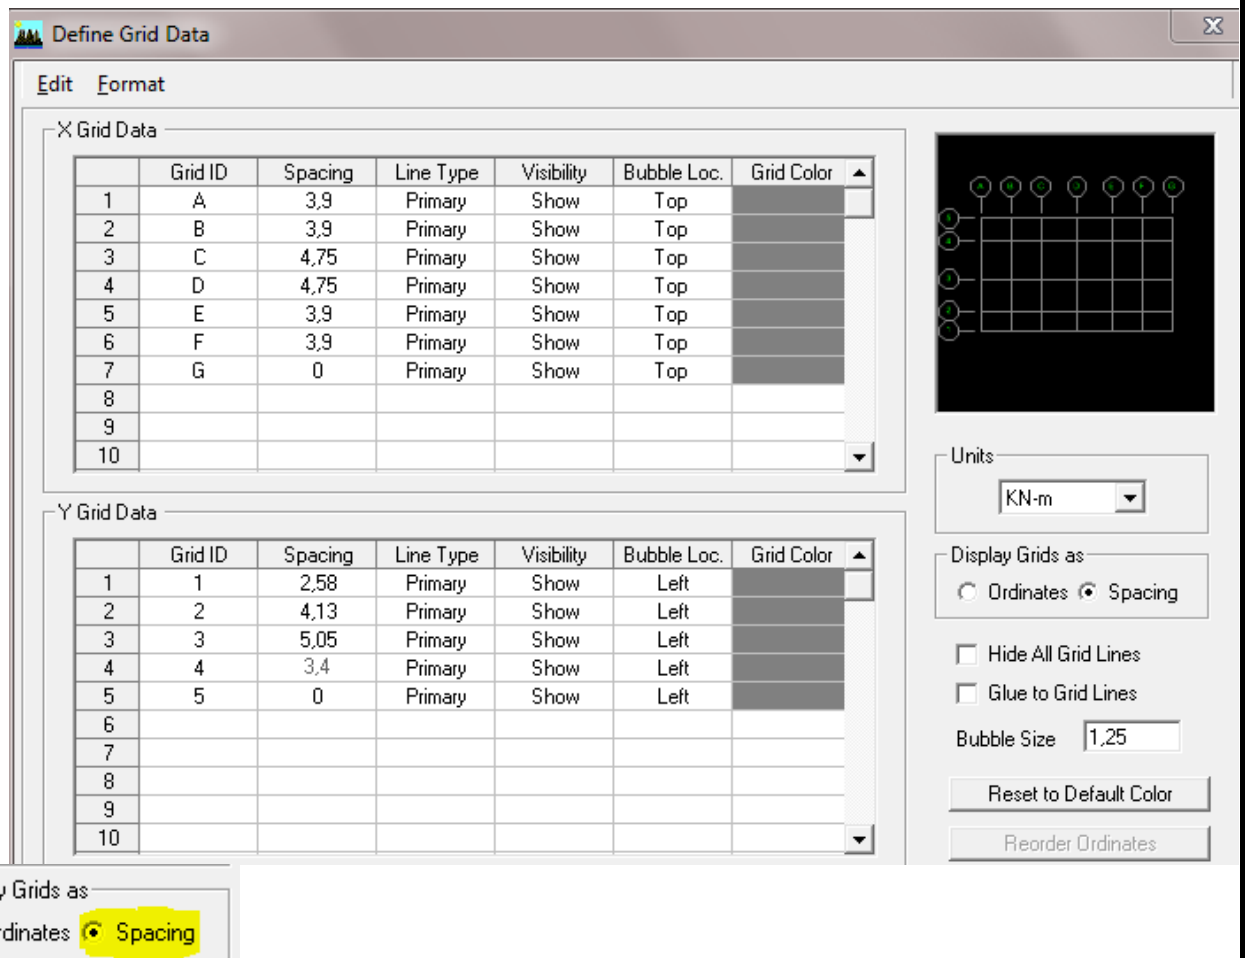 Define Grid Data
Edit Format
X Grid Data
Grid ID Spacing Line Type Visibility Bubble Loc. Grid Color
1 A 3,9 Primary Show Top
2 B 3,9 Primary Show Top
3 C 4,75 Primary Show Top
4 D 4,75 Primary Show Top
5 E 3,9 Primary Show Top
6 F 3,9 Primary Show Top
7 G 0 Primary Show Top
8
9
10
A B C D E F G
5
4
3
2
1
Units
KN-m
Y Grid Data
Grid ID Spacing Line Type Visibility Bubble Loc. Grid Color
1 1 2,58 Primary Show Left
2 2 4,13 Primary Show Left
3 3 5,05 Primary Show Left
4 4 3,4 Primary Show Left
5 5 0 Primary Show Left
6
7
8
9
10
Display Grids as
Ordinates Spacing
Hide All Grid Lines
Glue to Grid Lines
Bubble Size 1,25
Reset to Default Color
Reorder Ordinates
y Grids as
rdinates Spacing